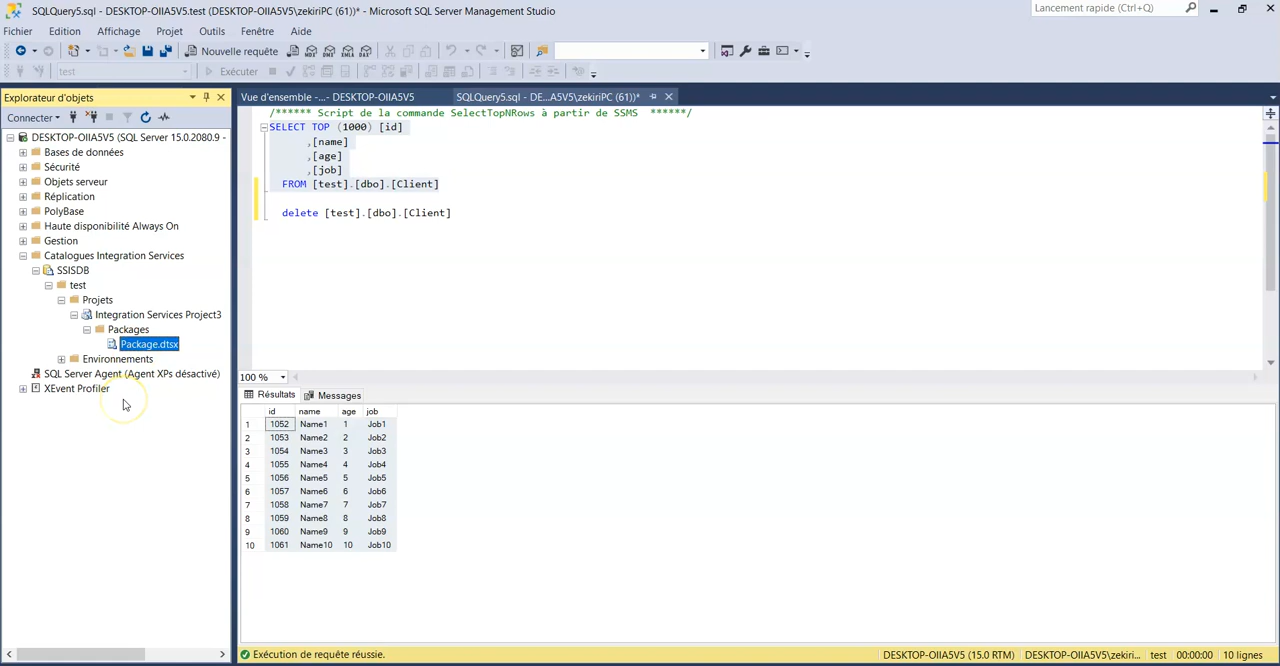 SQLQuery5.sql - DESKTOP-OIIA5V5.test (DESKTOP-OIIA5V5\zekiriPC (61))* - Microsoft SQL Server Management Studio
Lancement rapide (Ctrl+Q)
Fichier Edition Affichage Projet Outils Fenêtre Aide
Nouvelle requête MDX DMX XMLA DAX
test Exécuter
Explorateur d'objets
Vue d'ensemble -...- DESKTOP-OIIA5V5 SQLQuery5.sql - DE...A5V5\zekiriPC (61))*
Connecter
DESKTOP-OIIA5V5 (SQL Server 15.0.2080.9 -
Bases de données
Sécurité
Objets serveur
Réplication
PolyBase
Haute disponibilité Always On
Gestion
Catalogues Integration Services
SSISDB
test
Projets
Integration Services Project3
Packages
Package.dtsx
Environnements
SQL Server Agent (Agent XPs désactivé)
XEvent Profiler
/****** Script de la commande SelectTopNRows à partir de SSMS ******/
SELECT TOP (1000) [id]
,[name]
,[age]
,[job]
FROM [test].[dbo].[Client]
delete [test].[dbo].[Client]
100 %
Résultats Messages
id name age job
1 1052 Name1 1 Job1
2 1053 Name2 2 Job2
3 1054 Name3 3 Job3
4 1055 Name4 4 Job4
5 1056 Name5 5 Job5
6 1057 Name6 6 Job6
7 1058 Name7 7 Job7
8 1059 Name8 8 Job8
9 1060 Name9 9 Job9
10 1061 Name10 10 Job10
Exécution de requête réussie. DESKTOP-OIIA5V5 (15.0 RTM) DESKTOP-OIIA5V5\zekiri... test 00:00:00 10 lignes